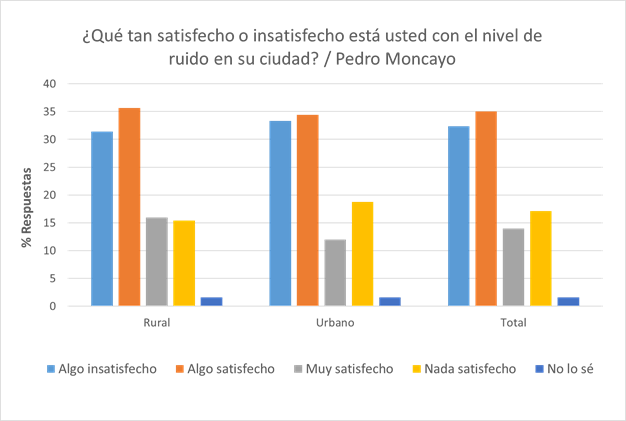 ¿Qué tan satisfecho o insatisfecho está usted con el nivel de
ruido en su ciudad? / Pedro Moncayo
40
35
30
25
20
15
10
5
0
% Respuestas
Rural
Urbano
Total
Algo insatisfecho
Algo satisfecho
Muy satisfecho
Nada satisfecho
No lo sé